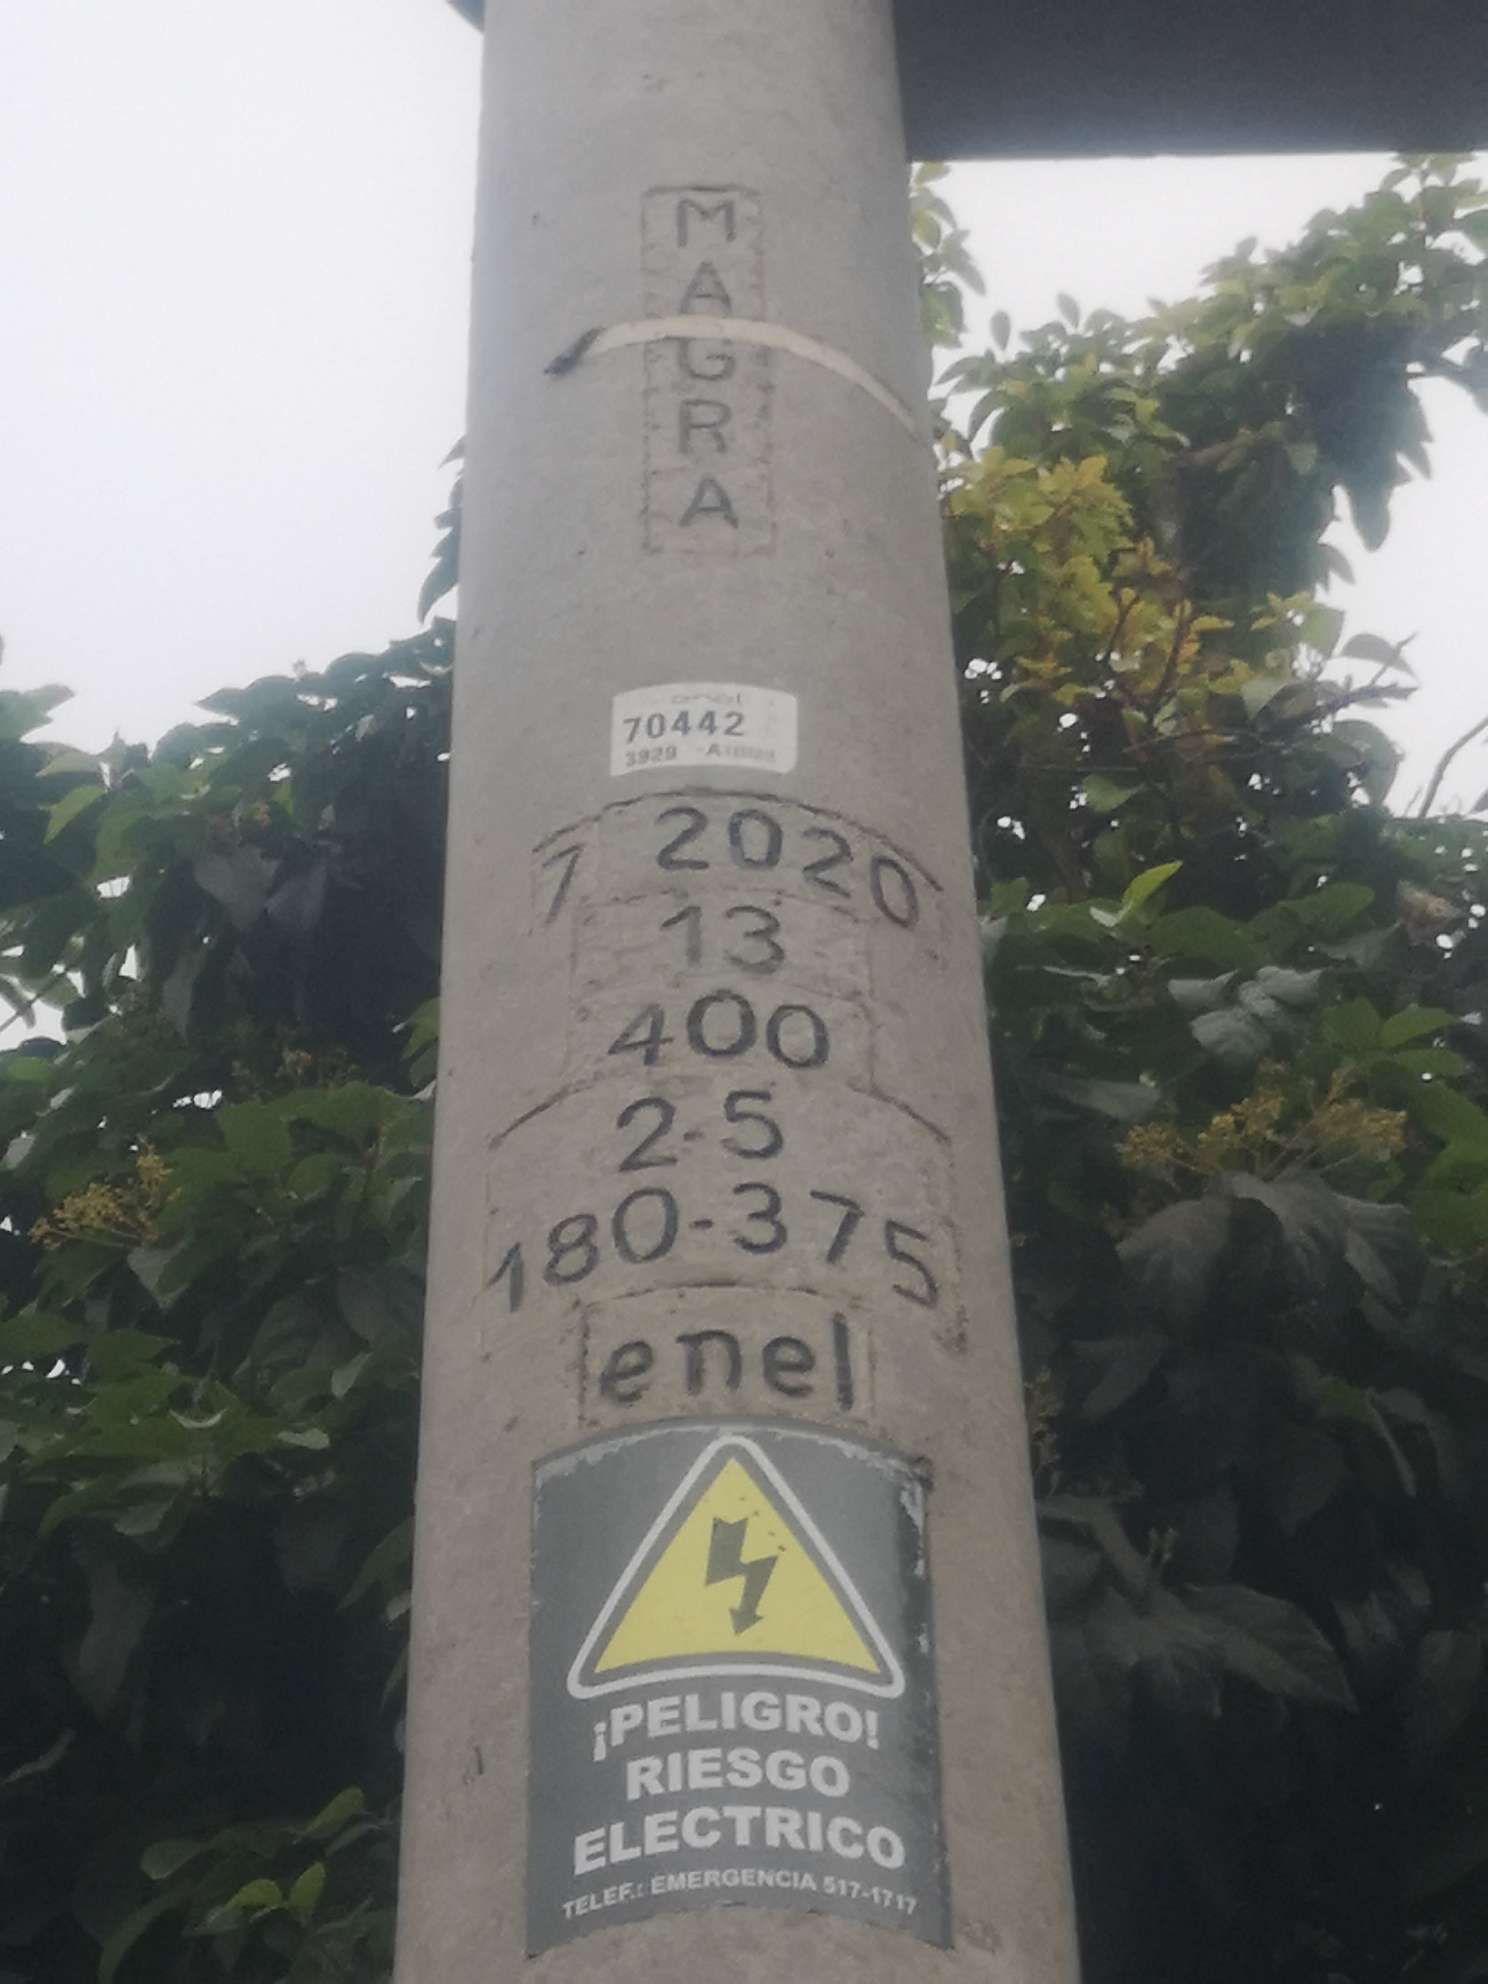 MAGRA
enel
70442
3929
7 2020
13
400
2-5
180-375
enel
¡PELIGRO!
RIESGO
ELECTRICO
TELEF.: EMERGENCIA 517-1717